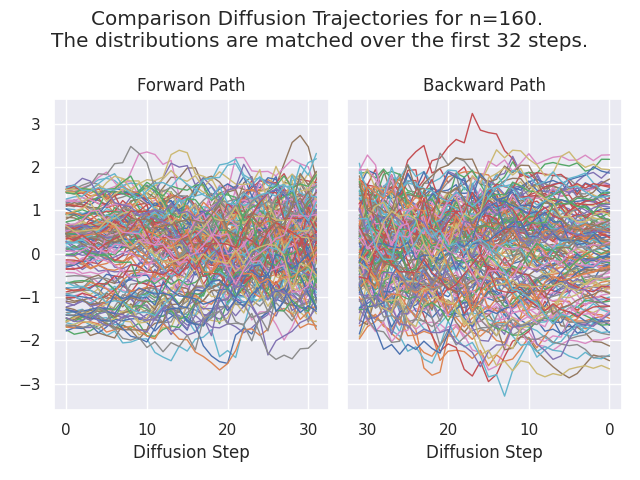 Comparison Diffusion Trajectories for n=160.
The distributions are matched over the first 32 steps.
Forward Path
Backward Path
3
2
1
0
−1
−2
−3
0 10 20 30
30 20 10 0
Diffusion Step
Diffusion Step